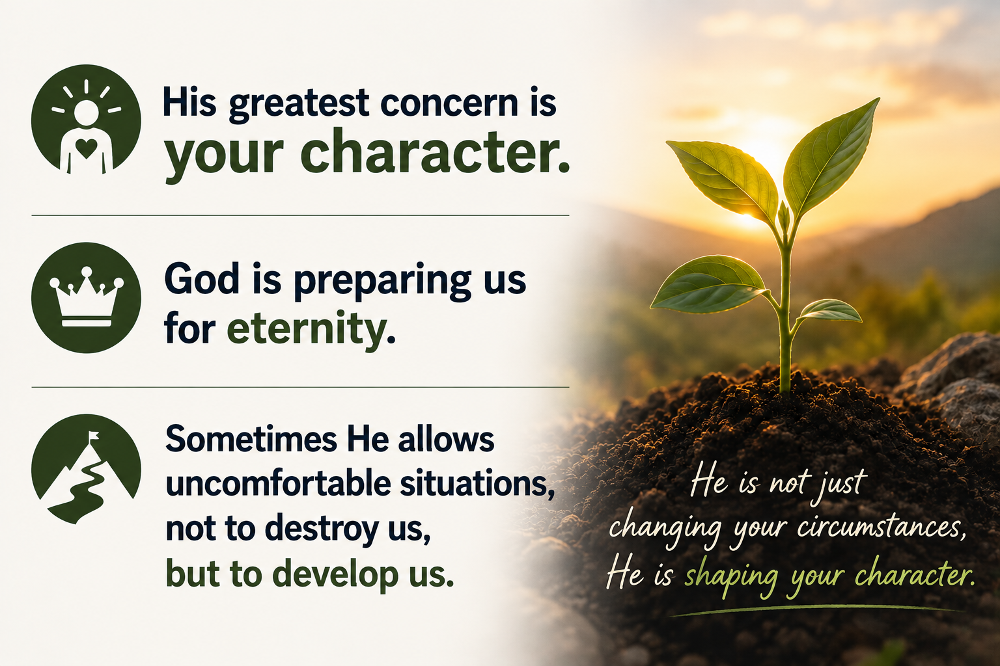 His greatest concern is
your character.
God is preparing us
for eternity.
Sometimes He allows
uncomfortable situations,
not to destroy us,
but to develop us.
He is not just
changing your circumstances,
He is shaping your character.